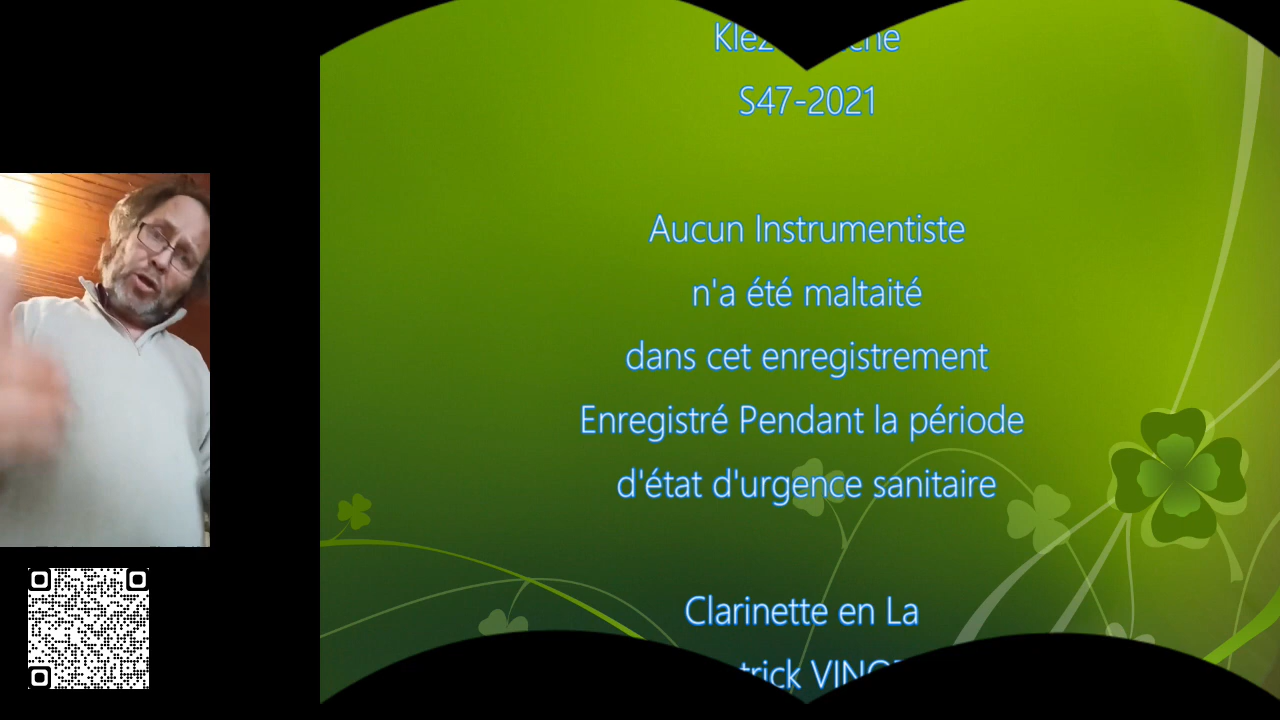 S47-2021
Aucun Instrumentiste
n'a été maltaité
dans cet enregistrement
Enregistré Pendant la période
d'état d'urgence sanitaire
Clarinette en La